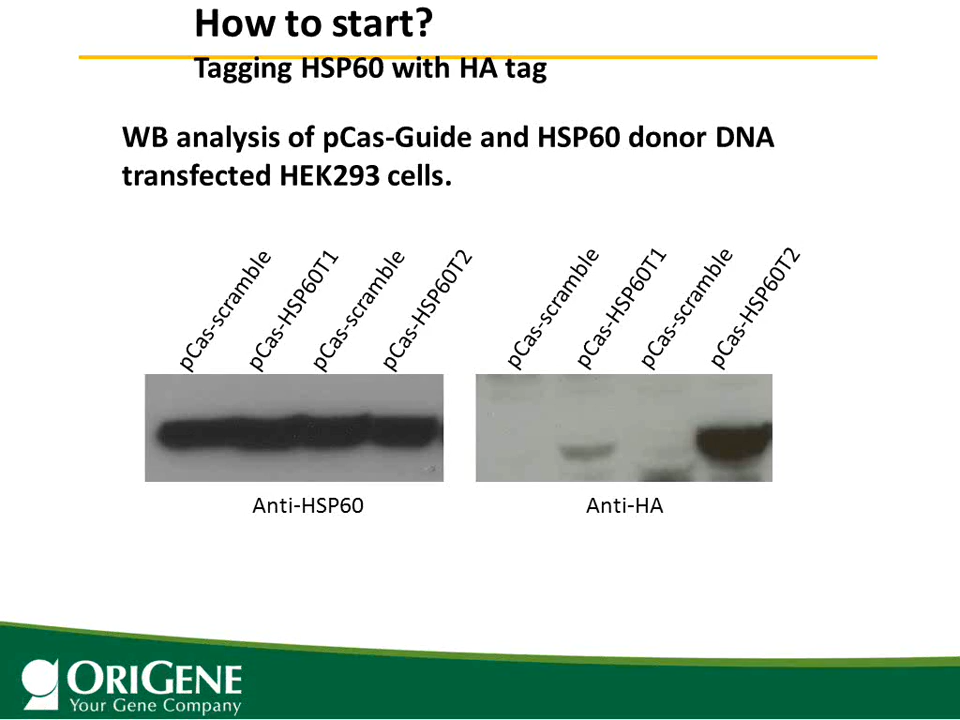 How to start?
Tagging HSP60 with HA tag
WB analysis of pCas-Guide and HSP60 donor DNA
transfected HEK293 cells.
pCas-scramble
pCas-HSP60T1
pCas-scramble
pCas-HSP60T2
pCas-scramble
pCas-HSP60T1
pCas-scramble
pCas-HSP60T2
Anti-HSP60
Anti-HA
ORIGENE
Your Gene Company